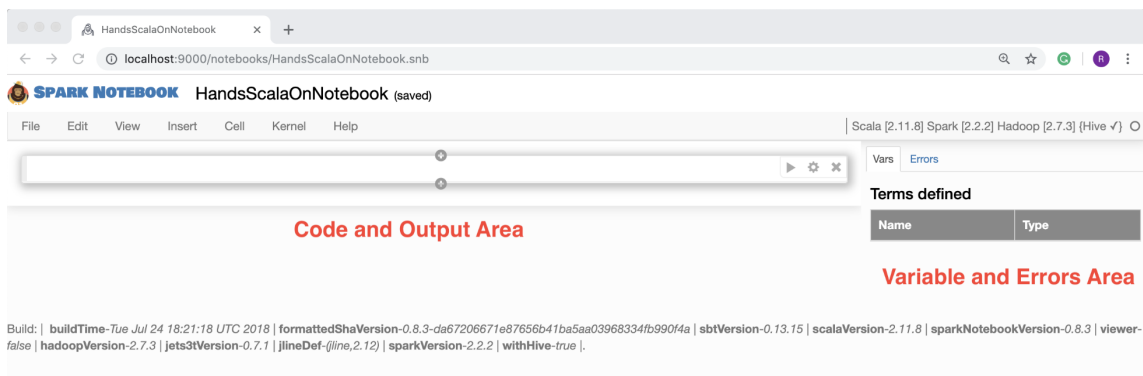 HandsScalaOnNotebook
localhost:9000/notebooks/HandsScalaOnNotebook.snb
R
SPARK NOTEBOOK HandsScalaOnNotebook (saved)
File Edit View Insert Cell Kernel Help Scala [2.11.8] Spark [2.2.2] Hadoop [2.7.3] {Hive ✓}
Vars Errors
Terms defined
Name Type
Code and Output Area
Variable and Errors Area
Build: | buildTime-Tue Jul 24 18:21:18 UTC 2018 | formattedShaVersion-0.8.3-da67206671e87656b41ba5aa03968334fb990f4a | sbtVersion-0.13.15 | scalaVersion-2.11.8 | sparkNotebookVersion-0.8.3 | viewer-
false | hadoopVersion-2.7.3 | jets3tVersion-0.7.1 | jlineDef-(jline,2.12) | sparkVersion-2.2.2 | withHive-true |.